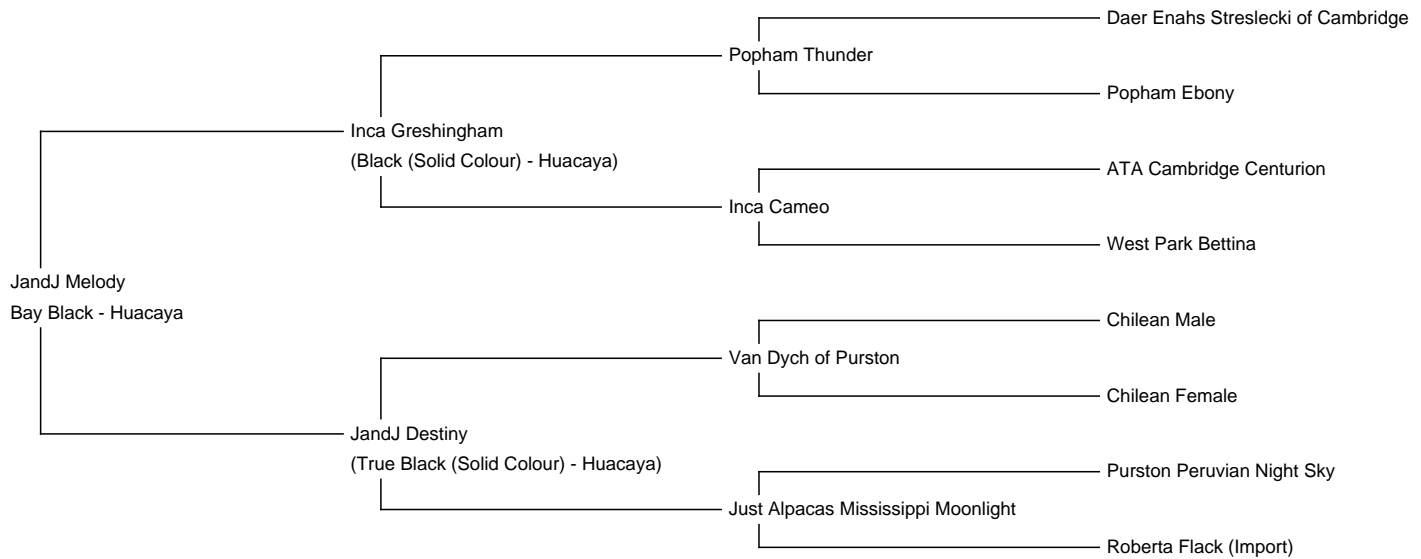 Daer Enahs Streslecki of Cambridge
Popham Thunder
Popham Ebony
Inca Greshingham
(Black (Solid Colour) - Huacaya)
ATA Cambridge Centurion
Inca Cameo
West Park Bettina
JandJ Melody
Bay Black - Huacaya
Chilean Male
Van Dych of Purston
Chilean Female
JandJ Destiny
(True Black (Solid Colour) - Huacaya)
Purston Peruvian Night Sky
Just Alpacas Mississippi Moonlight
Roberta Flack (Import)